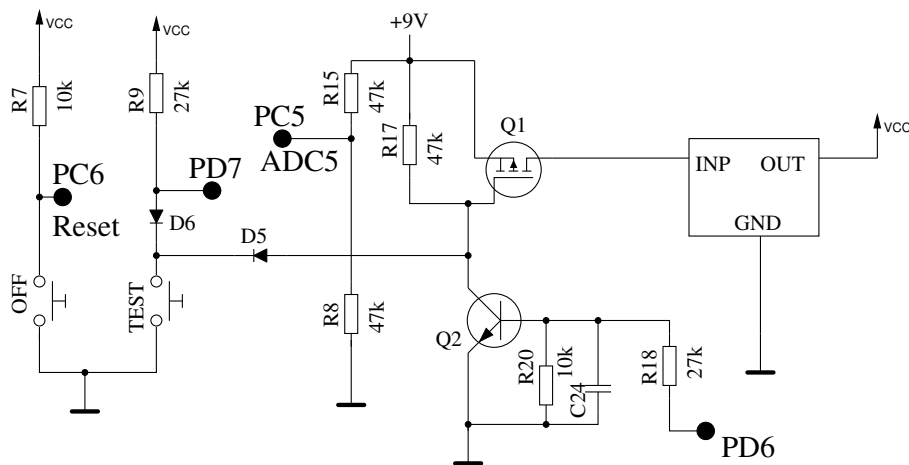 VCC
VCC
+9V
R7
10k
R9
27k
R15
47k
PC5
ADC5
R17
47k
Q1
VCC
INP
OUT
GND
PC6
Reset
PD7
D6
D5
OFF
TEST
R8
47k
Q2
R20
10k
C24
R18
27k
PD6